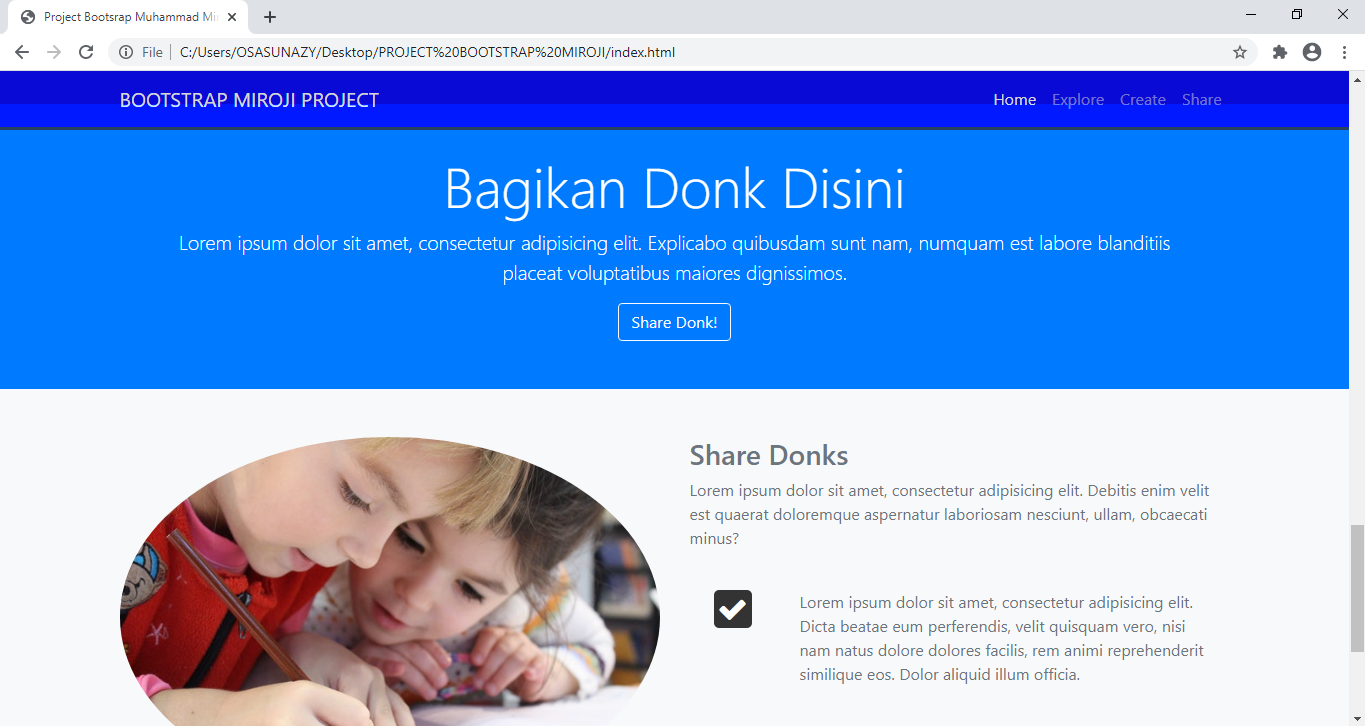 Project Bootsrap Muhammad Mir
File
C:/Users/OSASUNAZY/Desktop/PROJECT%20BOOTSTRAP%20MIROJI/index.html
BOOTSTRAP MIROJI PROJECT
Home Explore Create Share
Bagikan Donk Disini
Lorem ipsum dolor sit amet, consectetur adipisicing elit. Explicabo quibusdam sunt nam, numquam est labore blanditiis
placeat voluptatibus maiores dignissimos.
Share Donk!
Share Donks
Lorem ipsum dolor sit amet, consectetur adipisicing elit. Debitis enim velit
est quaerat doloremque aspernatur laboriosam nesciunt, ullam, obcaecati
minus?
Lorem ipsum dolor sit amet, consectetur adipisicing elit.
Dicta beatae eum perferendis, velit quisquam vero, nisi
nam natus dolore dolores facilis, rem animi reprehenderit
similique eos. Dolor aliquid illum officia.